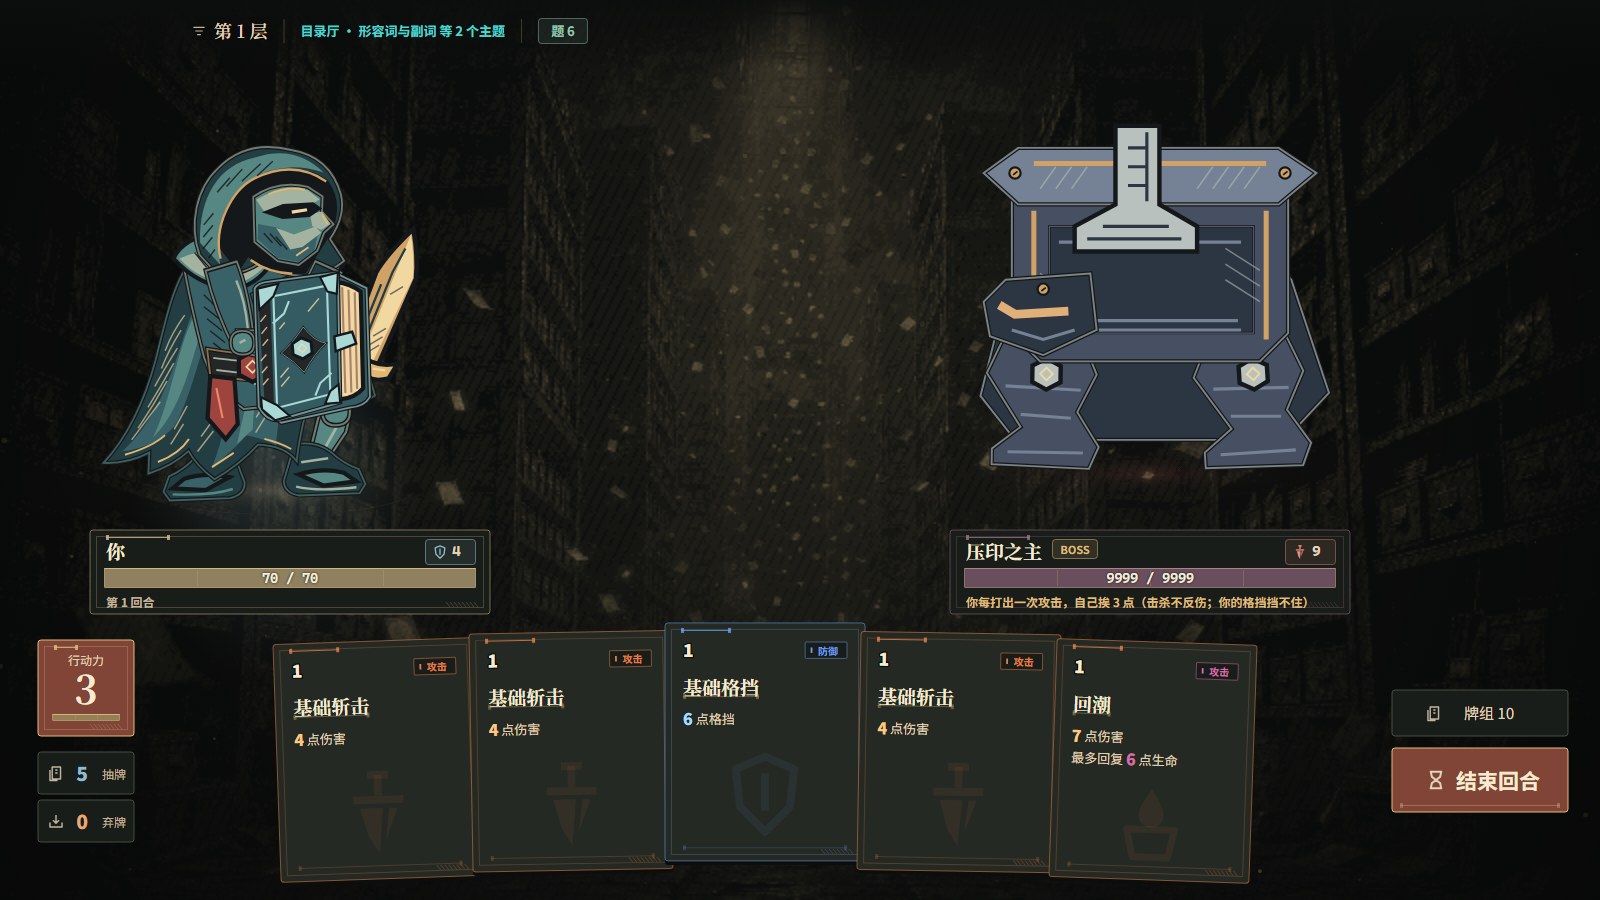 第 1 层
目录厅 · 形容词与副词 等 2 个主题
题 6
你
4
70 / 70
第 1 回合
压印之主
BOSS
9
9999 / 9999
你每打出一次攻击，自己挨 3 点（击杀不反伤；你的格挡挡不住）
行动力
3
5 抽牌
0 弃牌
1
攻击
基础斩击
4 点伤害
1
攻击
基础斩击
4 点伤害
1
防御
基础格挡
6 点格挡
1
攻击
基础斩击
4 点伤害
1
攻击
回潮
7 点伤害
最多回复 6 点生命
牌组 10
结束回合